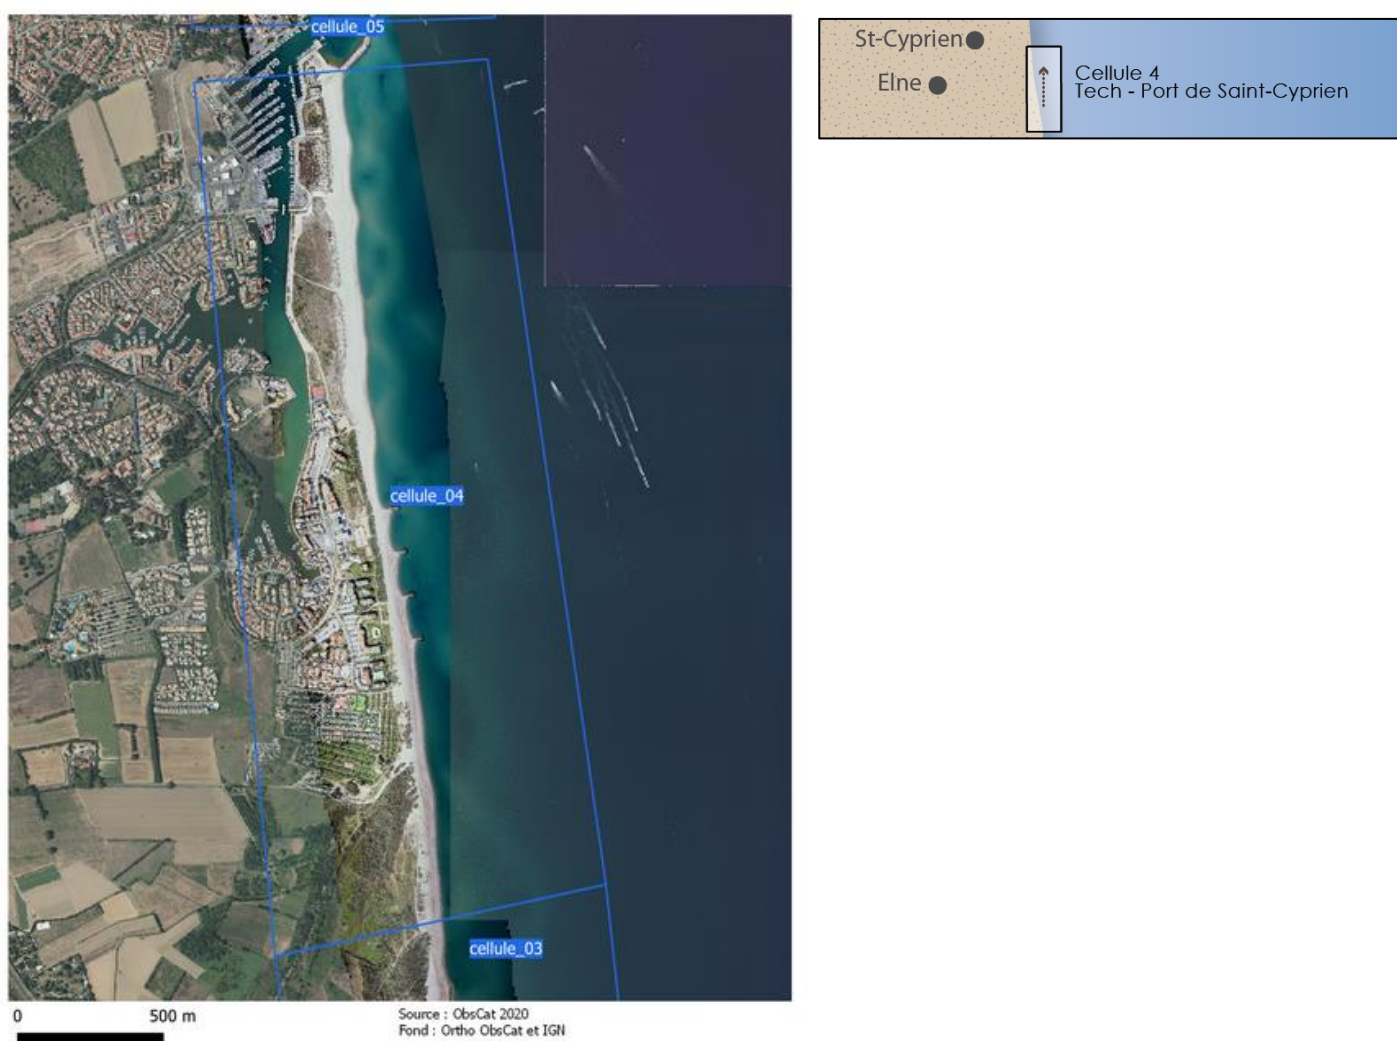 cellule_05
St-Cyprien
Elne
Cellule 4
Tech - Port de Saint-Cyprien
cellule_04
cellule_03
0 500 m
Source : ObsCat 2020
Fond : Ortho ObsCat et IGN